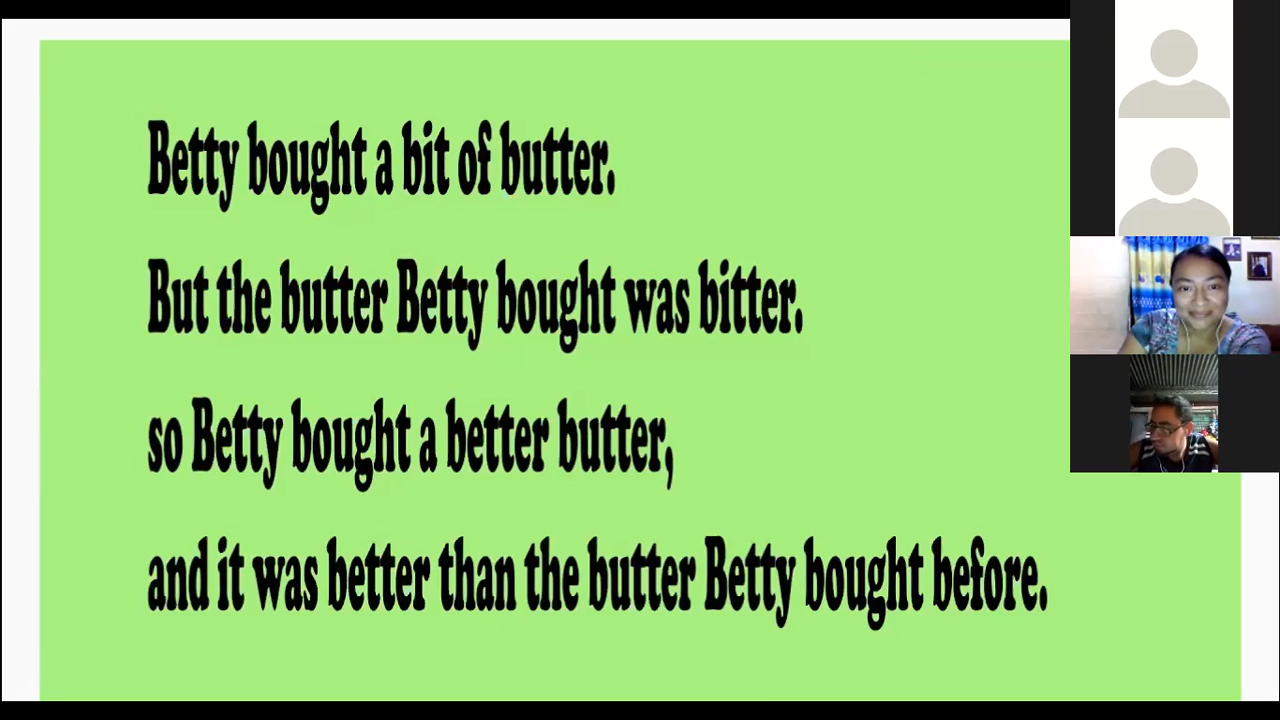 Betty bought a bit of butter.
But the butter Betty bought was bitter.
so Betty bought a better butter,
and it was better than the butter Betty bought before.